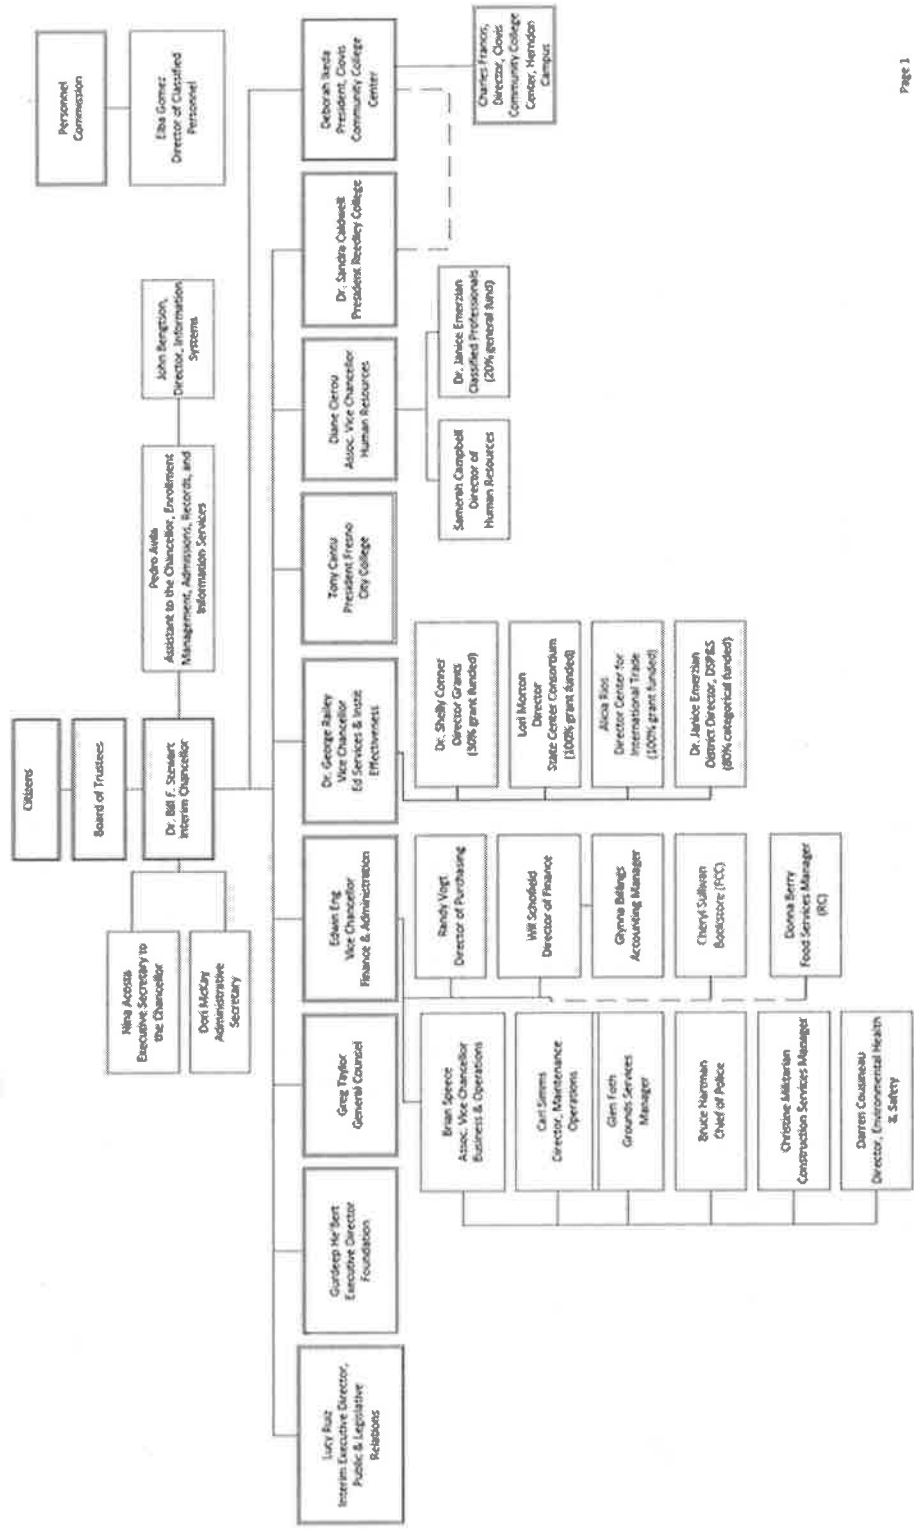 Citizens
Board of Trustees
Dr. Bill F. Stewart
Interim Chancellor
Nina Acosta
Executive Secretary to
the Chancellor
Dori McKay
Administrative
Secretary
Pedro Avila
Assistant to the Chancellor, Enrollment
Management, Admissions, Records, and
Information Services
John Bengtson,
Director, Information
Systems
Personnel
Commission
Elba Gomez
Director of Classified
Personnel
Lucy Ruiz
Interim Executive Director,
Public & Legislative
Relations
Gurdeep He'Bert
Executive Director
Foundation
Greg Taylor
General Counsel
Edwin Eng
Vice Chancellor
Finance & Administration
Dr. George Railey
Vice Chancellor
Ed Services & Instit
Effectiveness
Tony Cantu
President Fresno
City College
Diane Clerou
Assoc. Vice Chancellor
Human Resources
Dr. Sandra Caldwell
President Reedley College
Deborah Ikeda
President, Clovis
Community College
Center
Brian Speece
Assoc. Vice Chancellor
Business & Operations
Carl Simms
Director, Maintenance
Operations
Glen Foth
Grounds Services
Manager
Bruce Hartman
Chief of Police
Christine Miktarian
Construction Services Manager
Darren Cousineau
Director, Environmental Health
& Safety
Randy Vogt
Director of Purchasing
Wil Schofield
Director of Finance
Glynna Billings
Accounting Manager
Cheryl Sullivan
Bookstore (FCC)
Donna Berry
Food Services Manager
(RC)
Dr. Shelly Conner
Director Grants
(30% grant funded)
Lori Morton
Director
State Center Consortium
(100% grant funded)
Alicia Rios
Director Center for
International Trade
(100% grant funded)
Dr. Janice Emerzian
District Director, DSP&S
(80% categorical funded)
Samerah Campbell
Director of
Human Resources
Dr. Janice Emerzian
Classified Professionals
(20% general fund)
Charles Francis,
Director, Clovis
Community College
Center, Herndon
Campus
Page 1